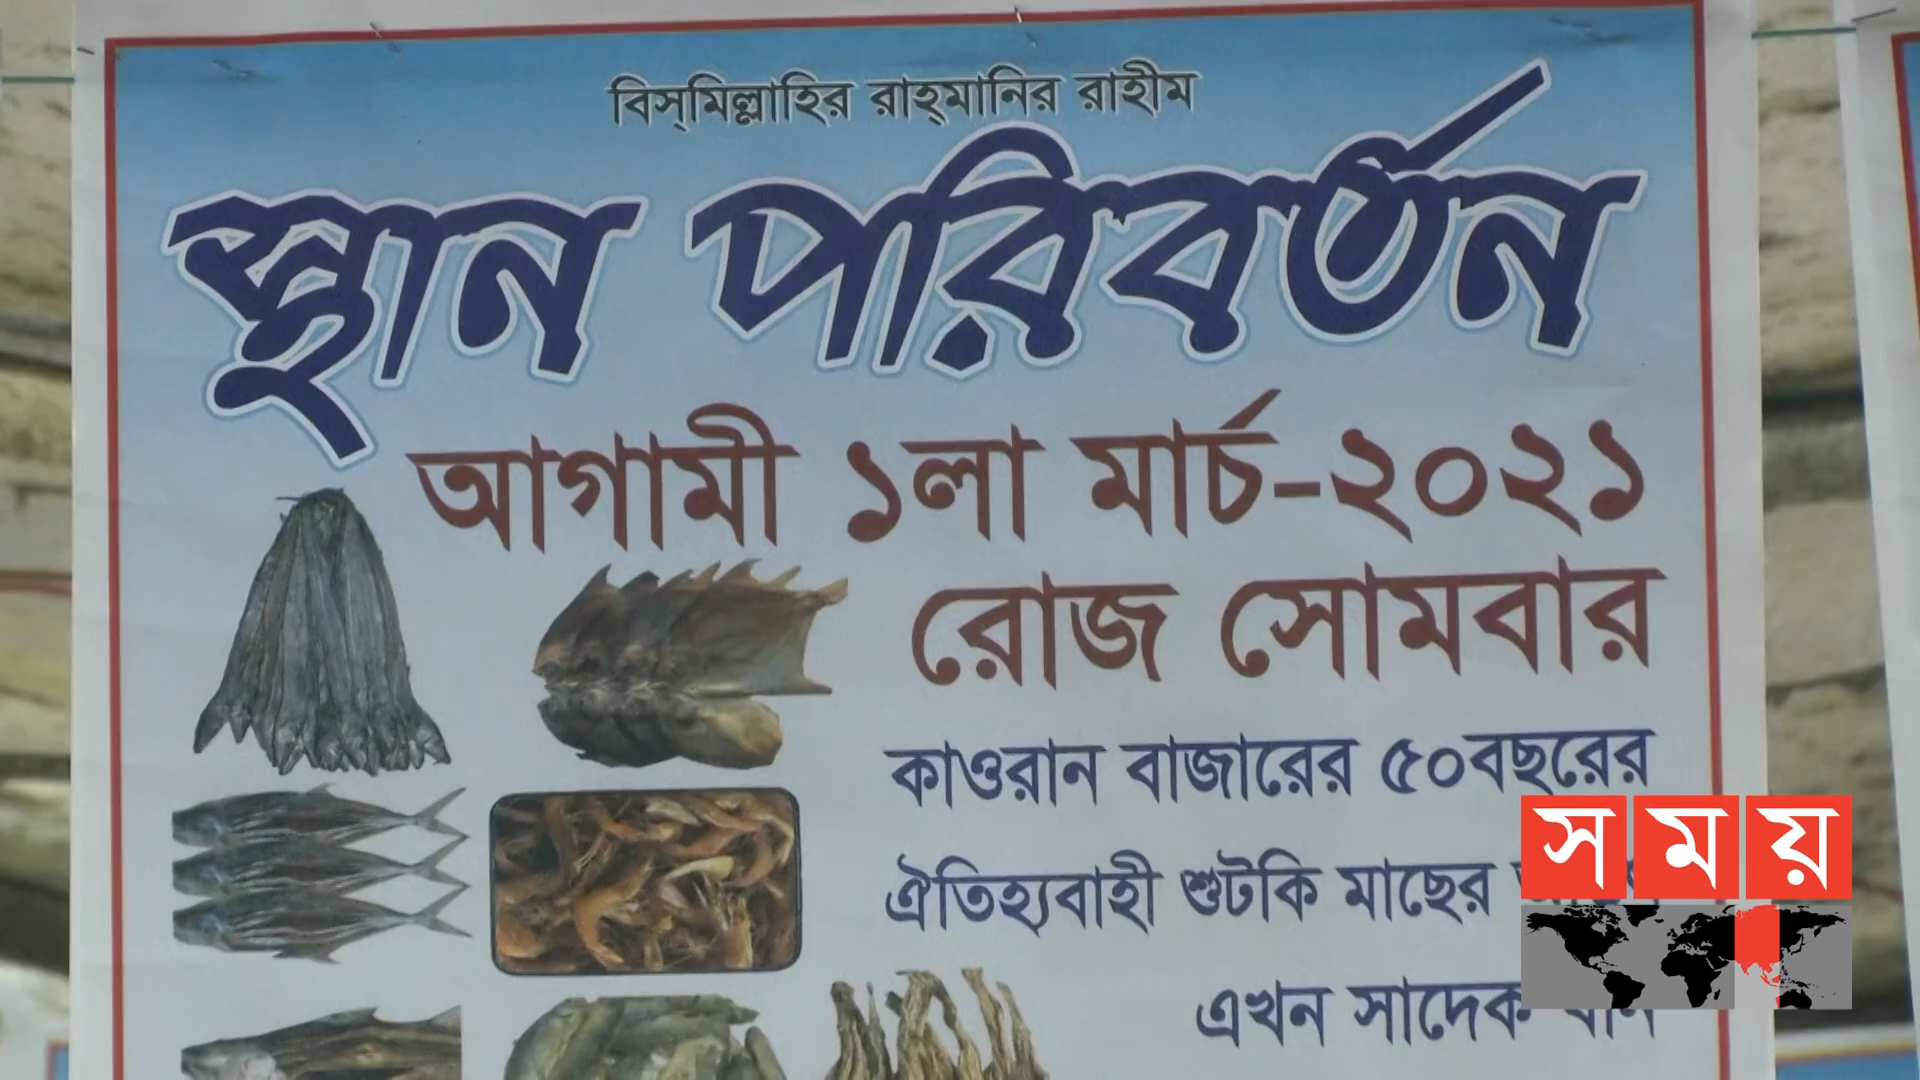 বিস্‌মিল্লাহির রাহ্‌মানির রাহীম
স্থান পরিবর্তন
আগামী ১লা মার্চ-২০২১
রোজ সোমবার
কাওরান বাজারের ৫০বছরের
ঐতিহ্যবাহী শুটকি মাছের
এখন সাদেক
সময়